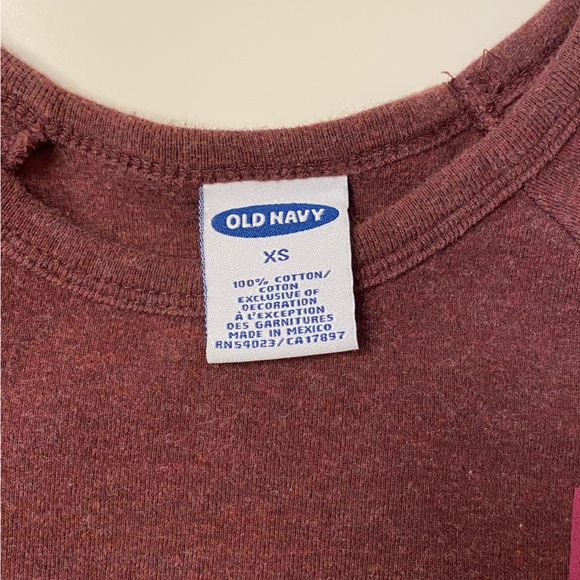 OLD NAVY
XS
100% COTTON/
COTON
EXCLUSIVE OF
DECORATION
À L'EXCEPTION
DES GARNITURES
MADE IN MEXICO
RN54023/CA17897